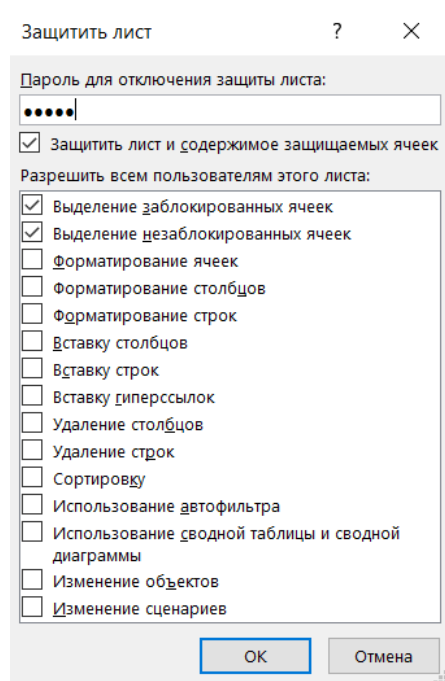 Защитить лист ?
Пароль для отключения защиты листа:
•••••
Защитить лист и содержимое защищаемых ячеек
Разрешить всем пользователям этого листа:
Выделение заблокированных ячеек
Выделение незаблокированных ячеек
Форматирование ячеек
Форматирование столбцов
Форматирование строк
Вставку столбцов
Вставку строк
Вставку гиперссылок
Удаление столбцов
Удаление строк
Сортировку
Использование автофильтра
Использование сводной таблицы и сводной
диаграммы
Изменение объектов
Изменение сценариев
ОК Отмена